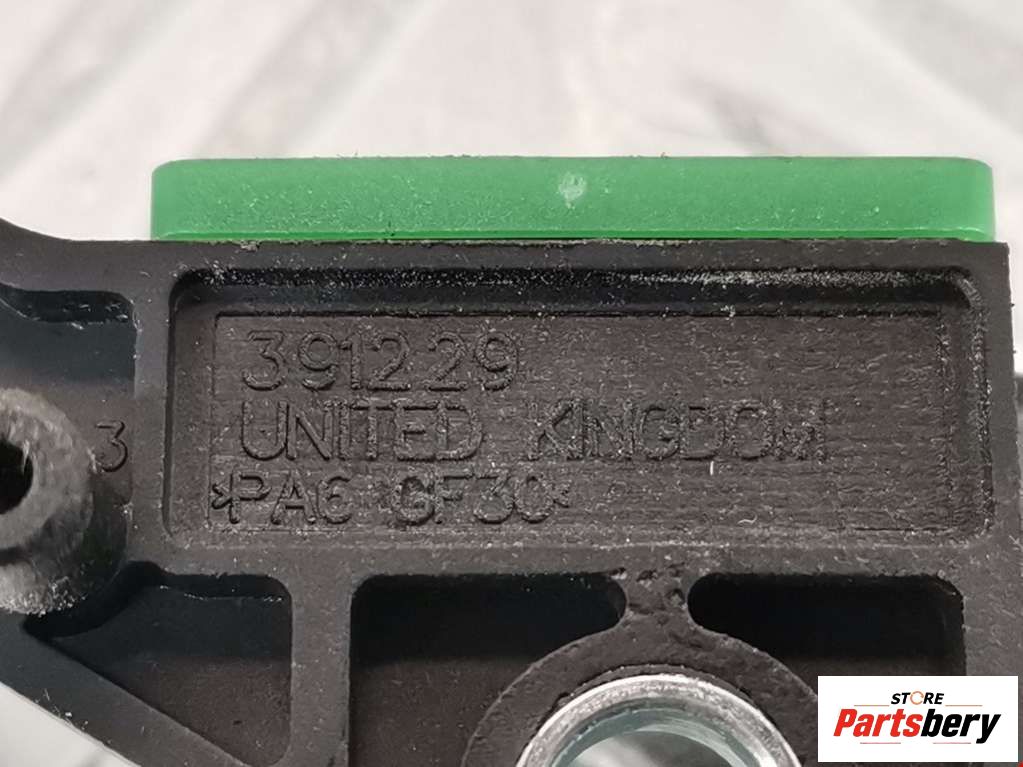 391229
UNITED KINGDOM
*PA6 GF30*
3
STORE
Partsbery